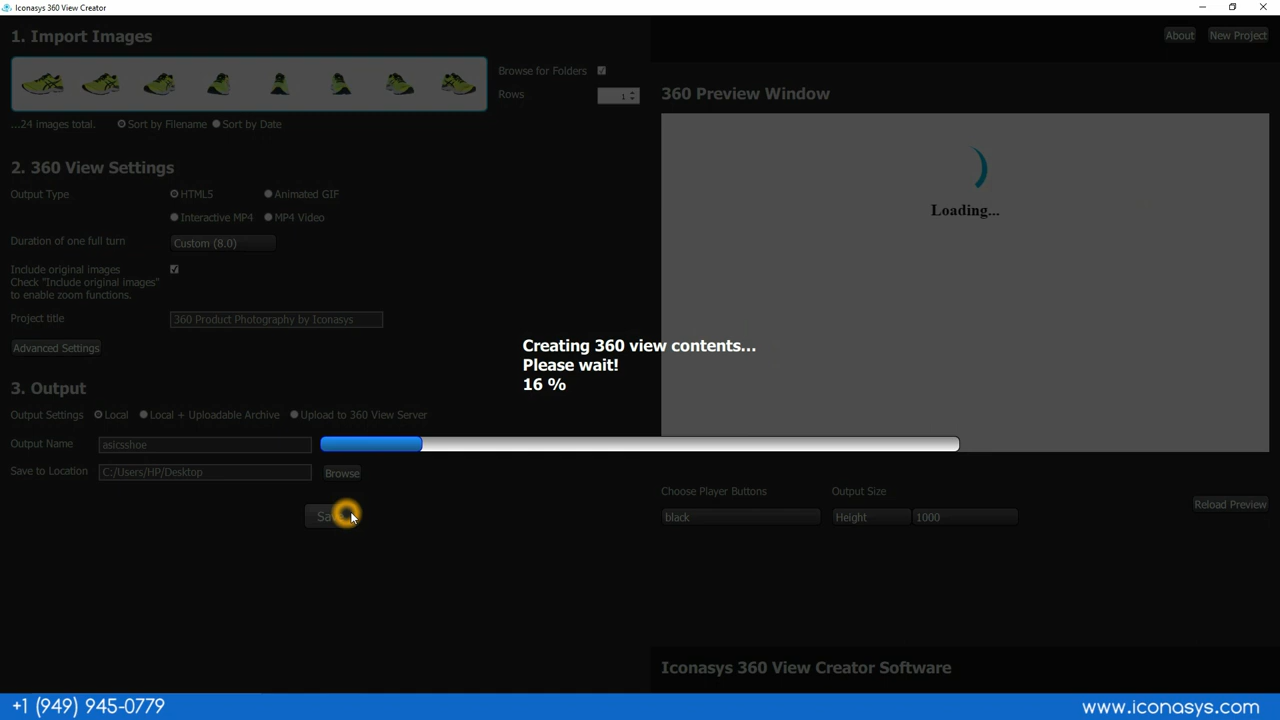 Iconasys 360 View Creator
1. Import Images
About
New Project
Browse for Folders
Rows
1
360 Preview Window
...24 images total.
Sort by Filename
Sort by Date
2. 360 View Settings
Output Type
HTML5
Animated GIF
Interactive MP4
MP4 Video
Loading...
Duration of one full turn
Custom (8.0)
Include original images
Check "Include original images"
to enable zoom functions.
Project title
360 Product Photography by Iconasys
Advanced Settings
Creating 360 view contents...
Please wait!
16 %
3. Output
Output Settings
Local
Local + Uploadable Archive
Upload to 360 View Server
Output Name
asicsshoe
Save to Location
C:/Users/HP/Desktop
Browse
Choose Player Buttons
Output Size
Reload Preview
black
Height
1000
Iconasys 360 View Creator Software
+1 (949) 945-0779
www.iconasys.com